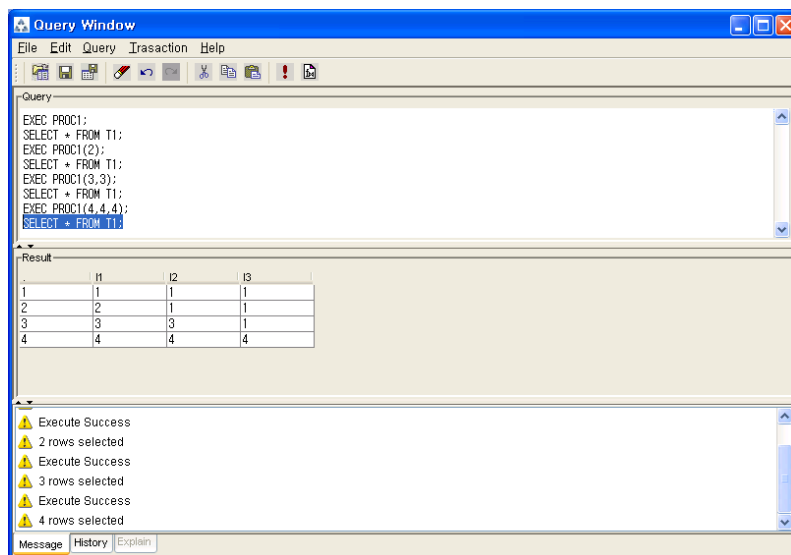 Query Window
File Edit Query Trasaction Help
Query
EXEC PROC1;
SELECT * FROM T1;
EXEC PROC1(2);
SELECT * FROM T1;
EXEC PROC1(3,3);
SELECT * FROM T1;
EXEC PROC1(4,4,4);
SELECT * FROM T1;
Result
. I1 I2 I3
1 1 1 1
2 2 1 1
3 3 3 1
4 4 4 4
Execute Success
2 rows selected
Execute Success
3 rows selected
Execute Success
4 rows selected
Message History Explain